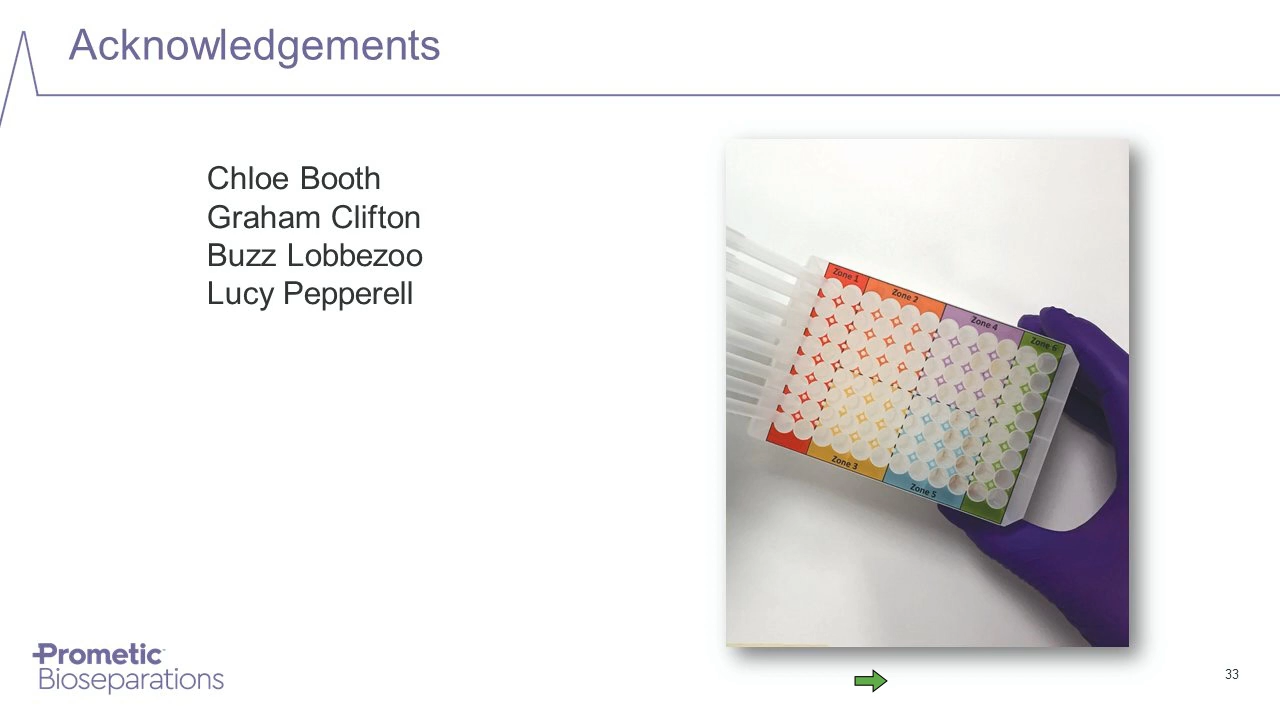 Acknowledgements
Chloe Booth
Graham Clifton
Buzz Lobbezoo
Lucy Pepperell
Zone 1
Zone 2
Zone 4
Zone 6
Zone 3
Zone 5
Prometic
Bioseparations
33